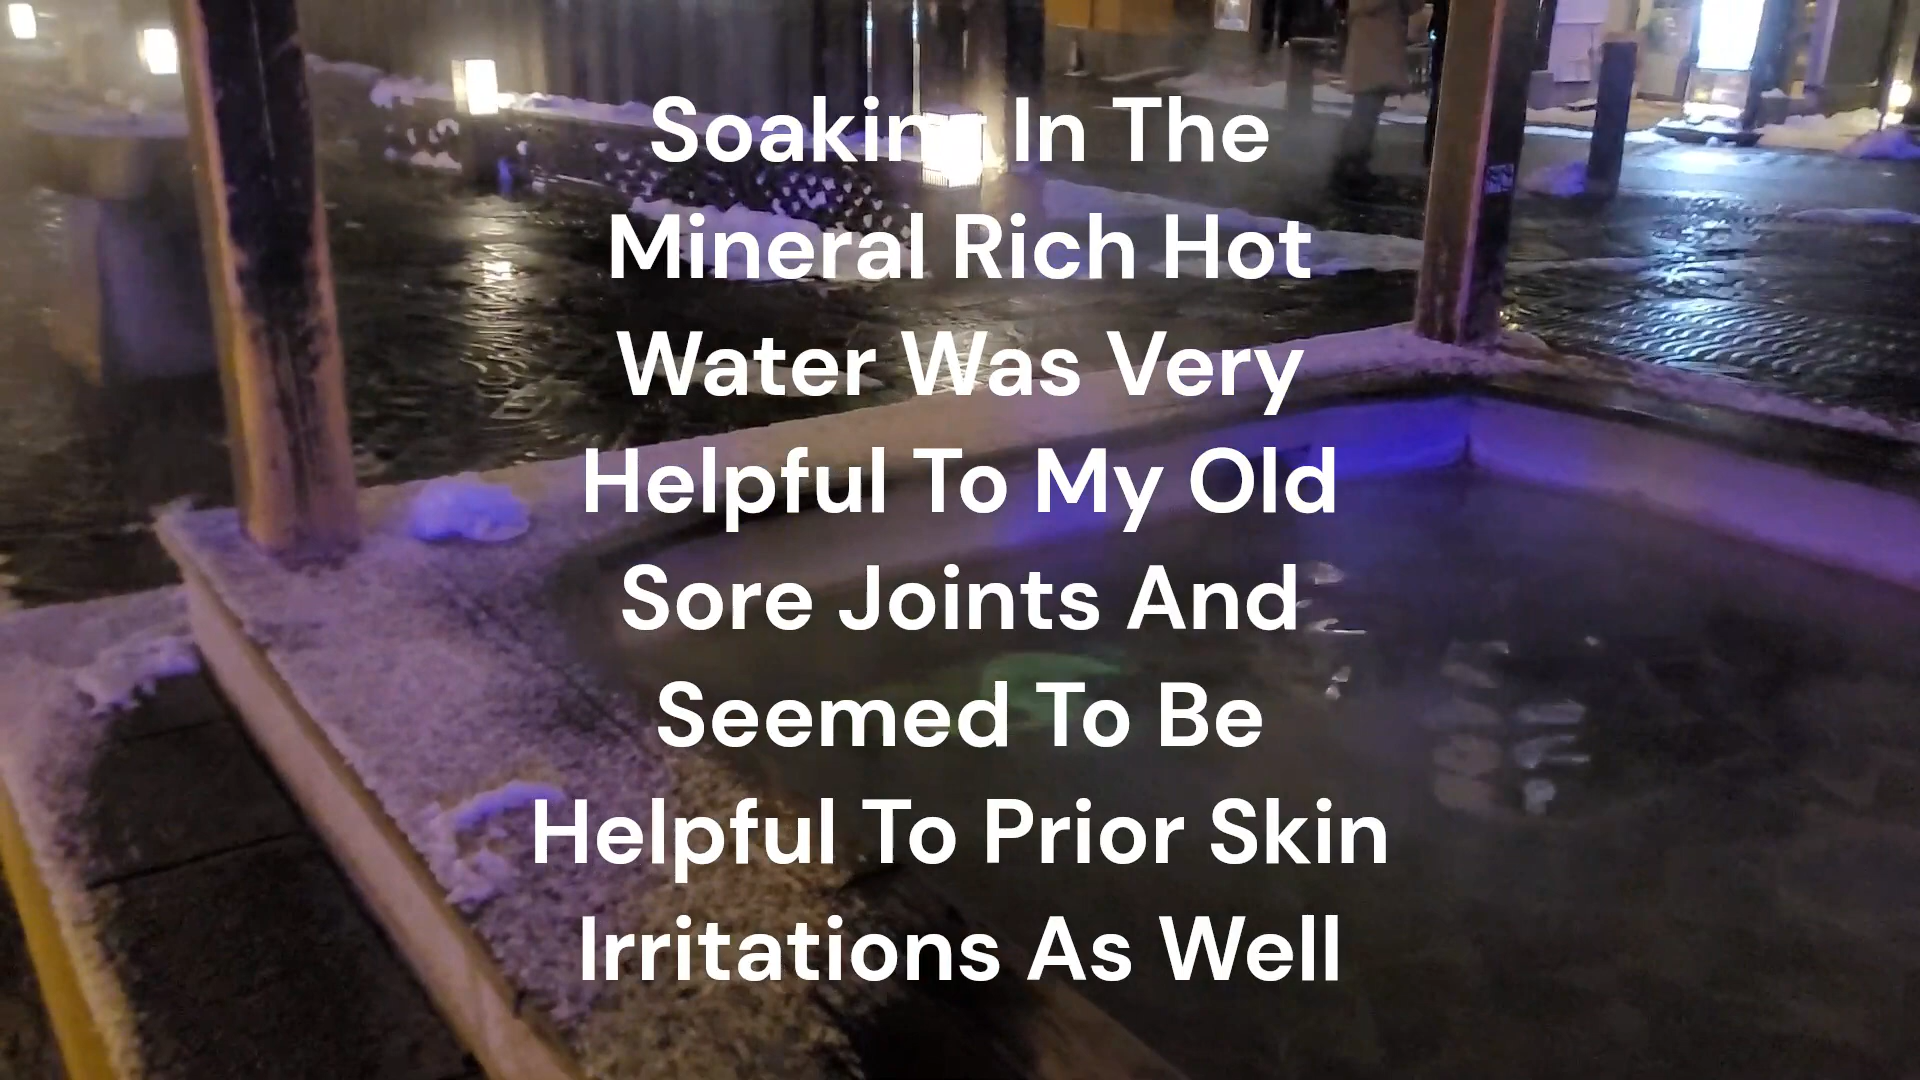 Soaking In The
Mineral Rich Hot
Water Was Very
Helpful To My Old
Sore Joints And
Seemed To Be
Helpful To Prior Skin
Irritations As Well